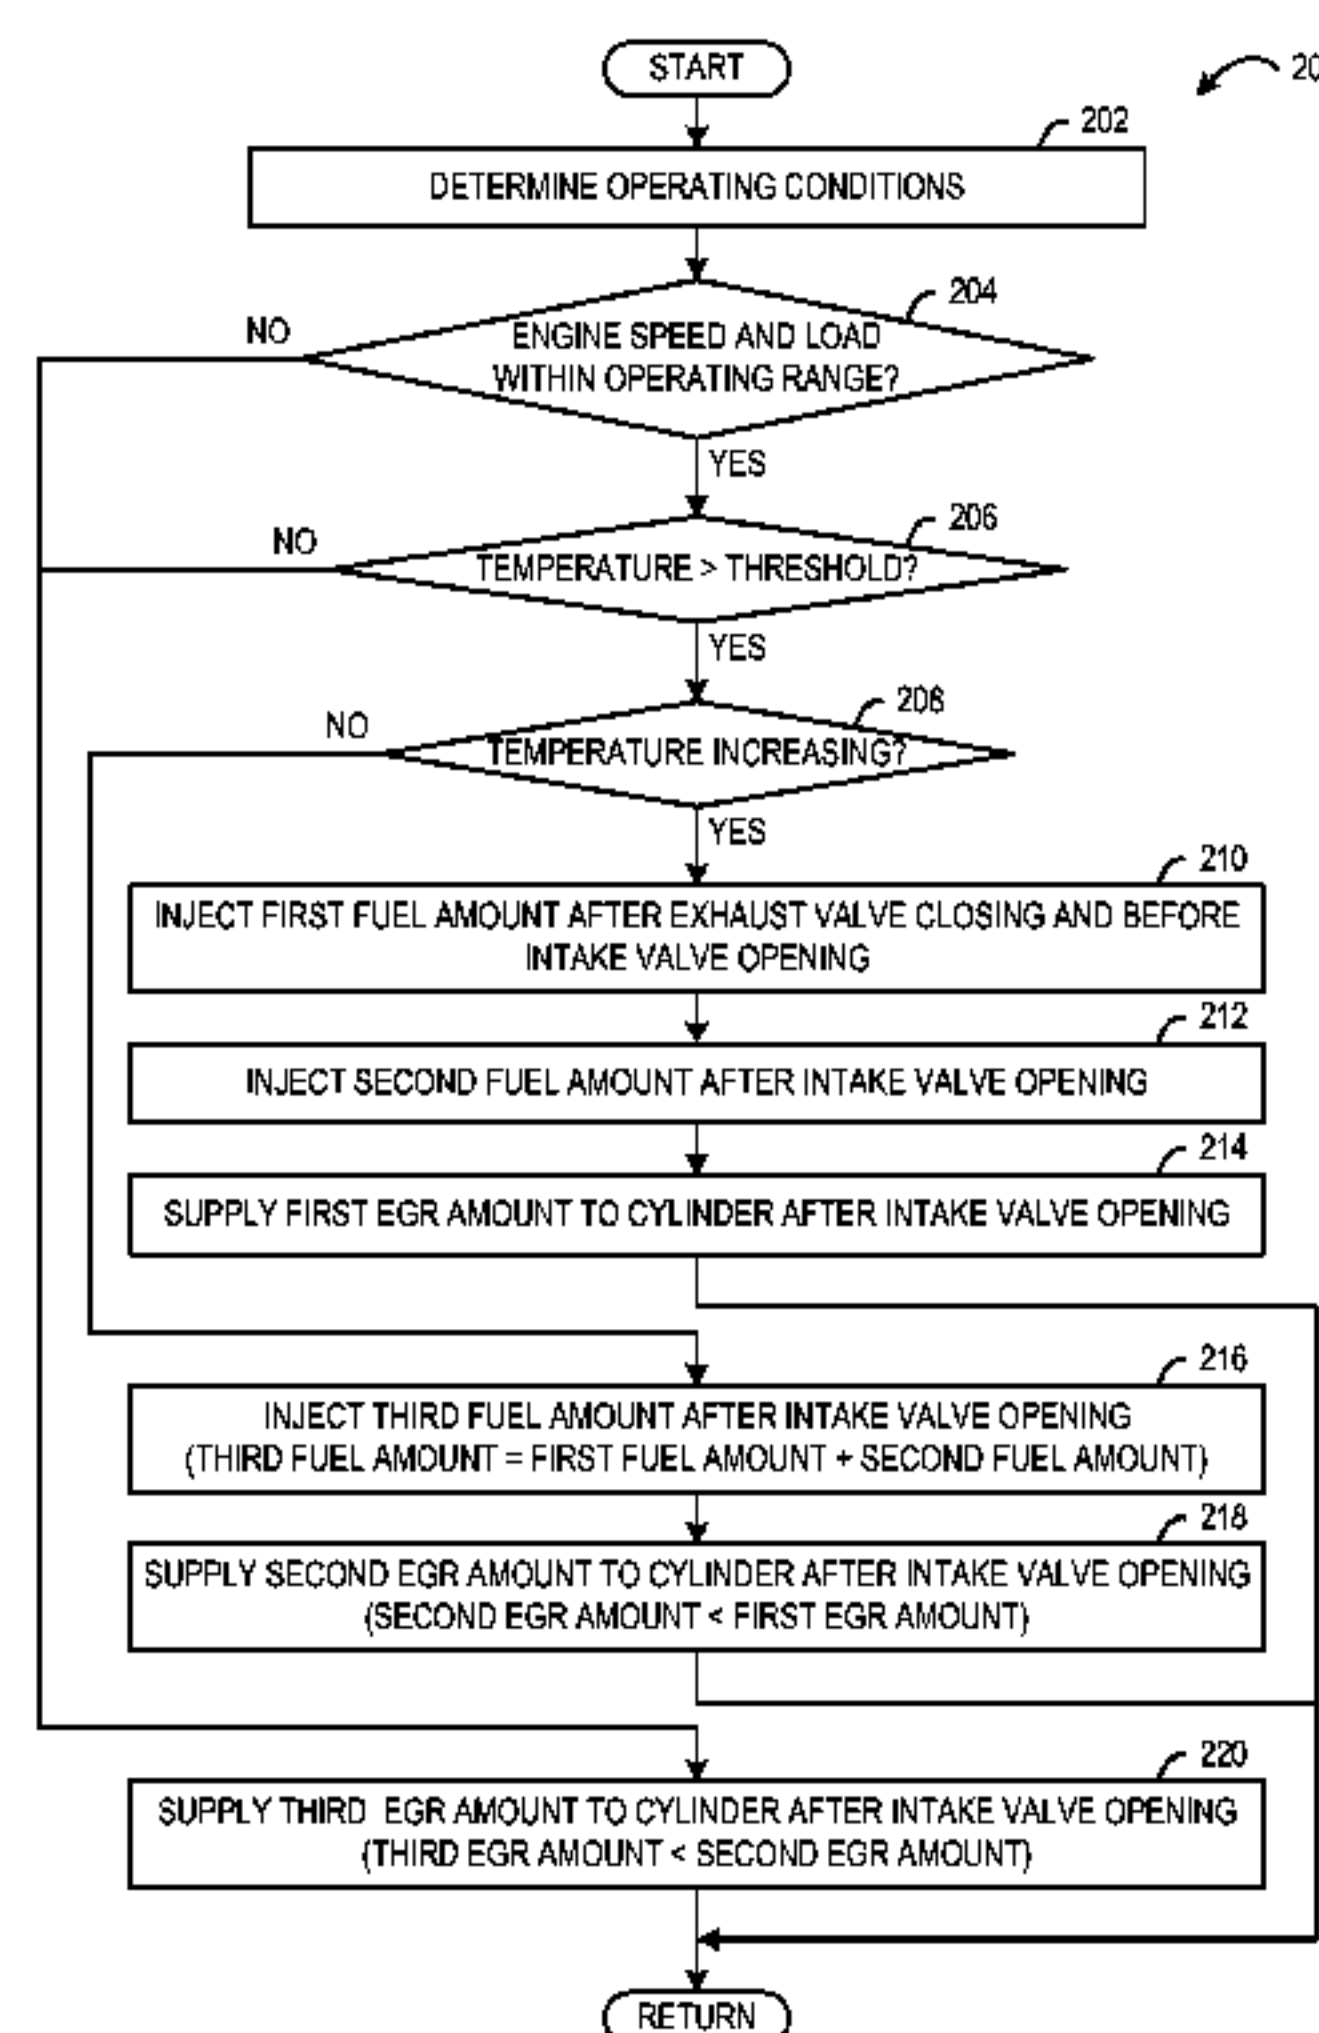 START
20
202
DETERMINE OPERATING CONDITIONS
204
NO
ENGINE SPEED AND LOAD
WITHIN OPERATING RANGE?
YES
206
NO
TEMPERATURE > THRESHOLD?
YES
208
NO
TEMPERATURE INCREASING?
YES
210
INJECT FIRST FUEL AMOUNT AFTER EXHAUST VALVE CLOSING AND BEFORE
INTAKE VALVE OPENING
212
INJECT SECOND FUEL AMOUNT AFTER INTAKE VALVE OPENING
214
SUPPLY FIRST EGR AMOUNT TO CYLINDER AFTER INTAKE VALVE OPENING
216
INJECT THIRD FUEL AMOUNT AFTER INTAKE VALVE OPENING
(THIRD FUEL AMOUNT = FIRST FUEL AMOUNT + SECOND FUEL AMOUNT)
218
SUPPLY SECOND EGR AMOUNT TO CYLINDER AFTER INTAKE VALVE OPENING
(SECOND EGR AMOUNT < FIRST EGR AMOUNT)
220
SUPPLY THIRD EGR AMOUNT TO CYLINDER AFTER INTAKE VALVE OPENING
(THIRD EGR AMOUNT < SECOND EGR AMOUNT)
RETURN